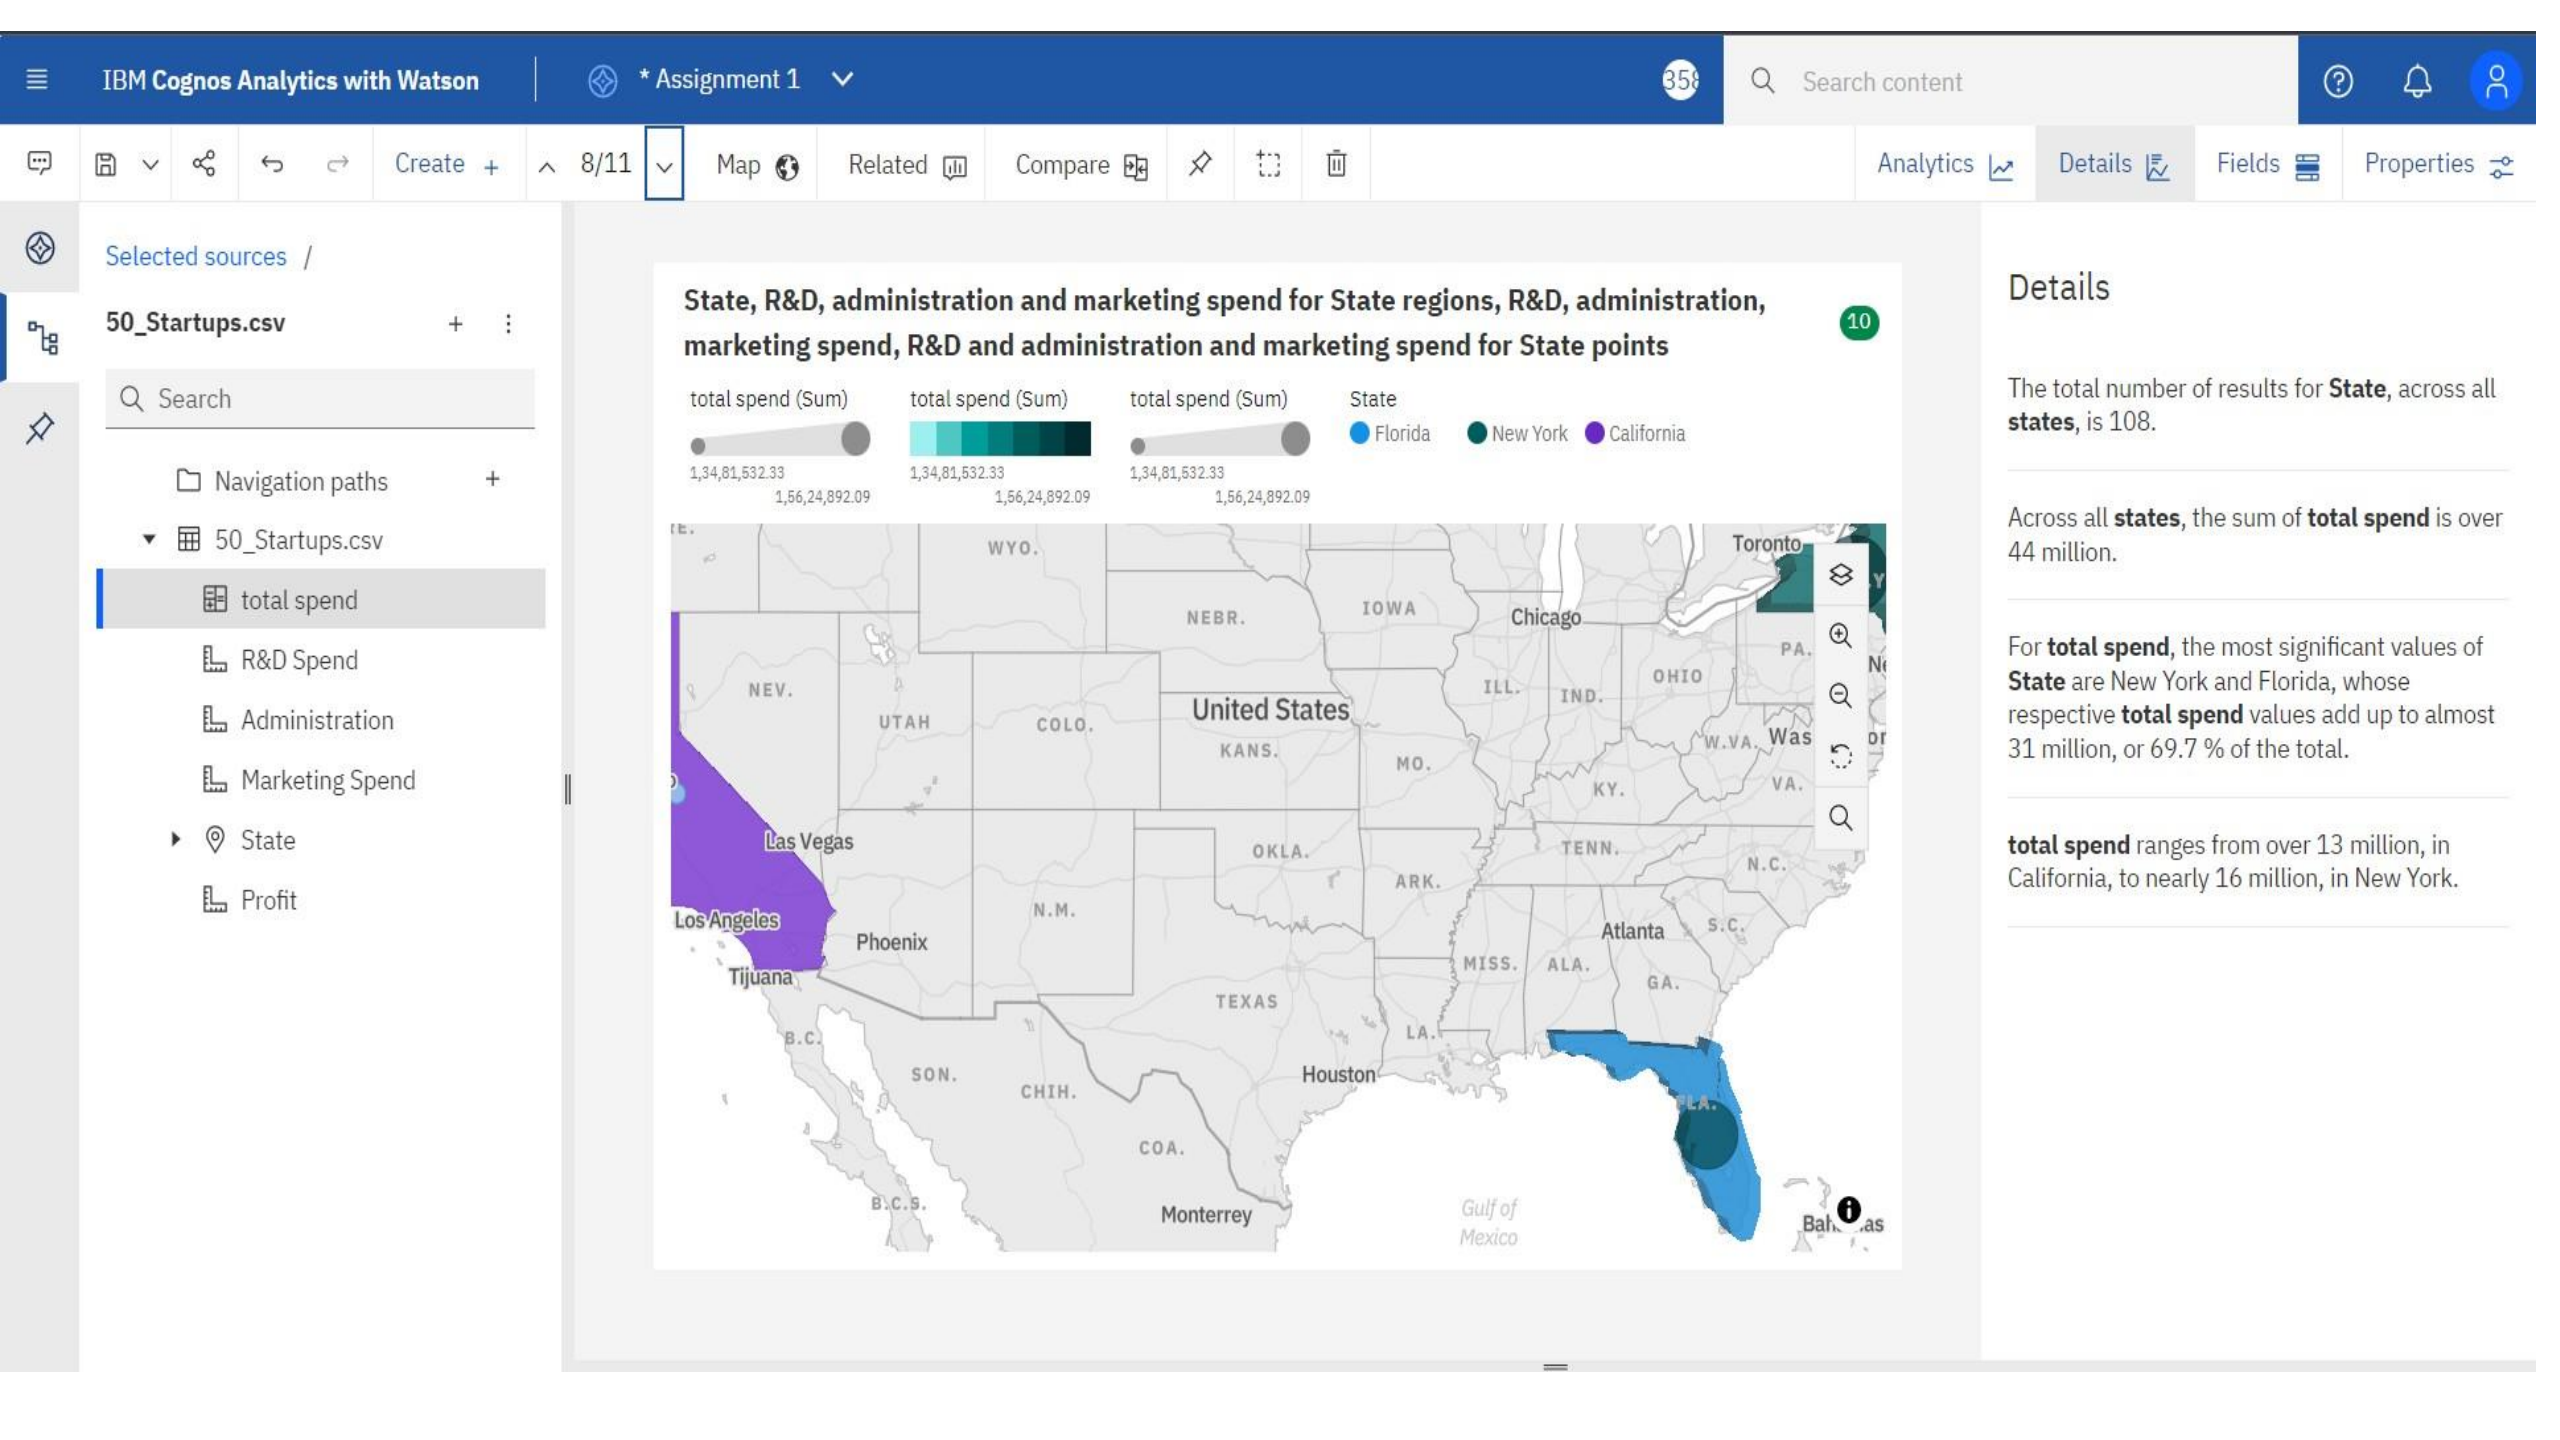 IBM Cognos Analytics with Watson
* Assignment 1
358
Search content
Create +
8/11
Map
Related
Compare
Analytics
Details
Fields
Properties
Selected sources /
50_Startups.csv
Search
Navigation paths
50_Startups.csv
total spend
R&D Spend
Administration
Marketing Spend
State
Profit
State, R&D, administration and marketing spend for State regions, R&D, administration,
marketing spend, R&D and administration and marketing spend for State points
10
total spend (Sum)
1,34,81,532.33
1,56,24,892.09
total spend (Sum)
1,34,81,532.33
1,56,24,892.09
total spend (Sum)
1,34,81,532.33
1,56,24,892.09
State
Florida New York California
WYO.
Toronto
NEBR.
IOWA
Chicago
PA.
NEV.
UTAH
COLO.
United States
KANS.
ILL.
IND.
OHIO
MO.
W.VA.
Was
KY.
VA.
Las Vegas
OKLA.
TENN.
N.C.
ARK.
Los Angeles
Phoenix
N.M.
Atlanta
S.C.
Tijuana
MISS.
ALA.
GA.
TEXAS
LA.
B.C.
SON.
CHIH.
Houston
FLA.
COA.
B.C.S.
Monterrey
Gulf of
Mexico
Details
The total number of results for State, across all
states, is 108.
Across all states, the sum of total spend is over
44 million.
For total spend, the most significant values of
State are New York and Florida, whose
respective total spend values add up to almost
31 million, or 69.7 % of the total.
total spend ranges from over 13 million, in
California, to nearly 16 million, in New York.